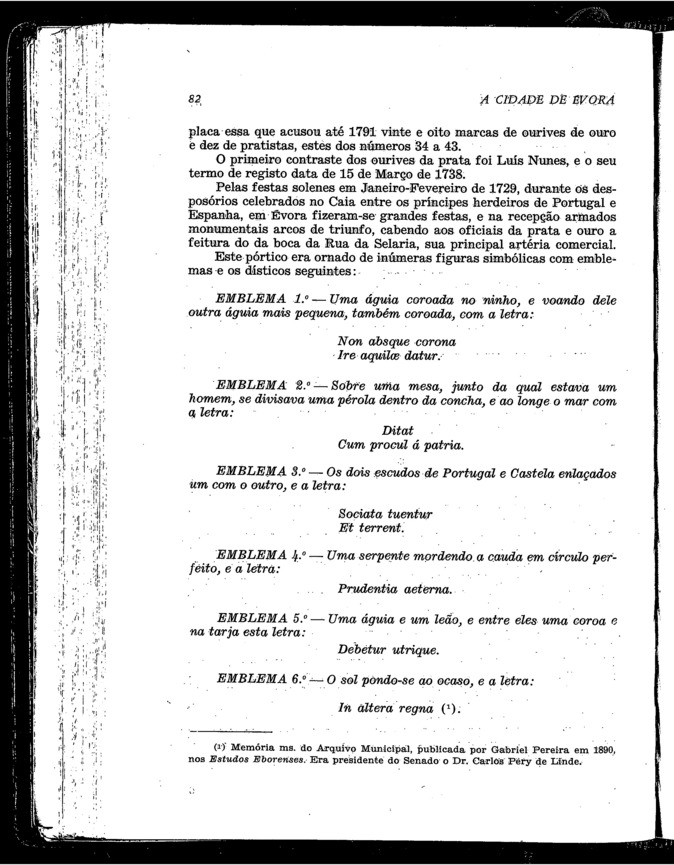 82
A CIDADE DE ÉVORA
placa essa que acusou até 1791 vinte e oito marcas de ourives de ouro
e dez de pratistas, estes dos números 34 a 43.
O primeiro contraste dos ourives da prata foi Luís Nunes, e o seu
termo de registo data de 15 de Março de 1738.
Pelas festas solenes em Janeiro-Fevereiro de 1729, durante os des-
posórios celebrados no Caia entre os príncipes herdeiros de Portugal e
Espanha, em Évora fizeram-se grandes festas, e na recepção armados
monumentais arcos de triunfo, cabendo aos oficiais da prata e ouro a
feitura do da boca da Rua da Selaria, sua principal artéria comercial.
Este pórtico era ornado de inúmeras figuras simbólicas com emble-
mas e os dísticos seguintes:
EMBLEMA 1.º — Uma águia coroada no ninho, e voando dele
outra águia mais pequena, também coroada, com a letra:
Non absque corona
Ire aquilæ datur.
EMBLEMA 2.º — Sobre uma mesa, junto da qual estava um
homem, se divisava uma pérola dentro da concha, e ao longe o mar com
a letra:
Ditat
Cum procul á patria.
EMBLEMA 3.º — Os dois escudos de Portugal e Castela enlaçados
um com o outro, e a letra:
Sociata tuentur
Et terrent.
EMBLEMA 4.º — Uma serpente mordendo a cauda em círculo per-
feito, e a letra:
Prudentia aeterna.
EMBLEMA 5.º — Uma águia e um leão, e entre eles uma coroa e
na tarja esta letra:
Debetur utrique.
EMBLEMA 6.º — O sol pondo-se ao ocaso, e a letra:
In altera regna (¹).
(¹) Memória ms. do Arquivo Municipal, publicada por Gabriel Pereira em 1890,
nos Estudos Eborenses. Era presidente do Senado o Dr. Carlos Péry de Linde.